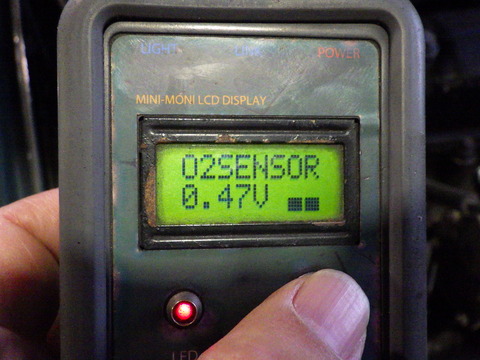 LIGHT
POWER
MINI-MONI LCD DISPLAY
O2SENSOR
0.47V
LED